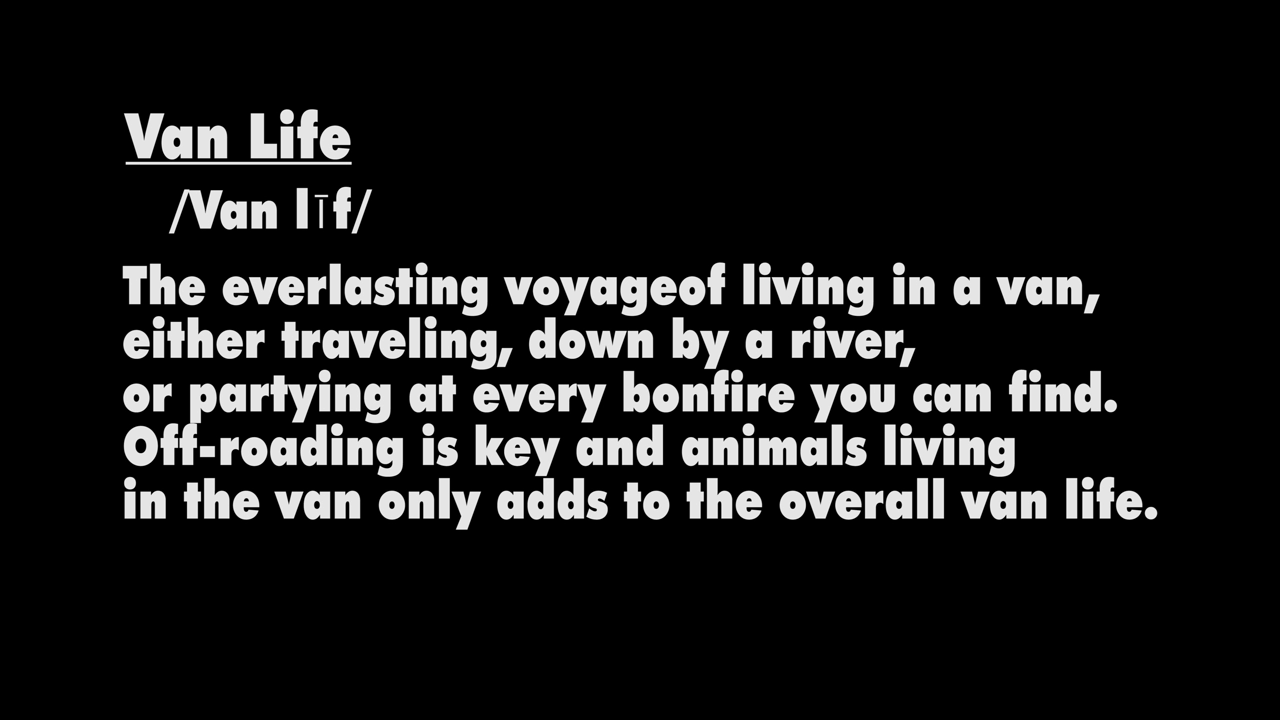 Van Life
/Van līf/
The everlasting voyageof living in a van,
either traveling, down by a river,
or partying at every bonfire you can find.
Off-roading is key and animals living
in the van only adds to the overall van life.